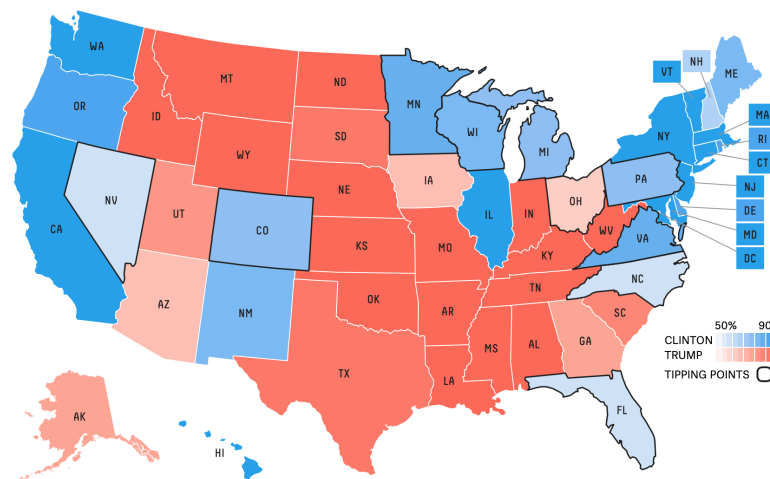 WA
MT
ND
MN
VT
NH
ME
OR
ID
SD
WI
MI
NY
MA
RI
CT
WY
IA
PA
NJ
NV
UT
CO
NE
IL
IN
OH
DE
MD
DC
CA
KS
MO
KY
WV
VA
NC
TN
AZ
NM
OK
AR
SC
GA
MS
AL
TX
LA
FL
AK
HI
50% 90
CLINTON
TRUMP
TIPPING POINTS